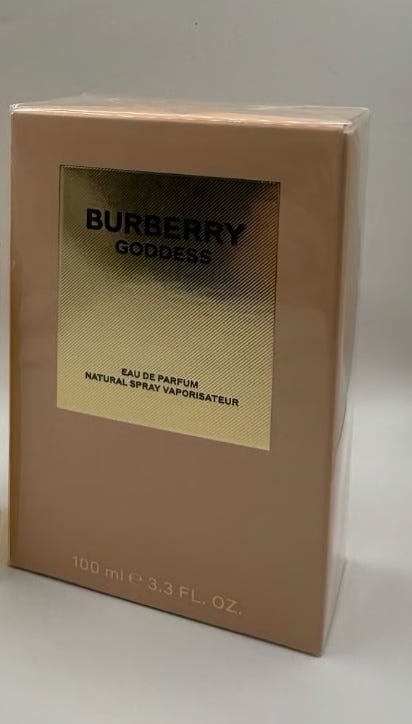 BURBERRY
GODDESS
EAU DE PARFUM
NATURAL SPRAY VAPORISATEUR
100 ml ℮ 3.3 FL. OZ.